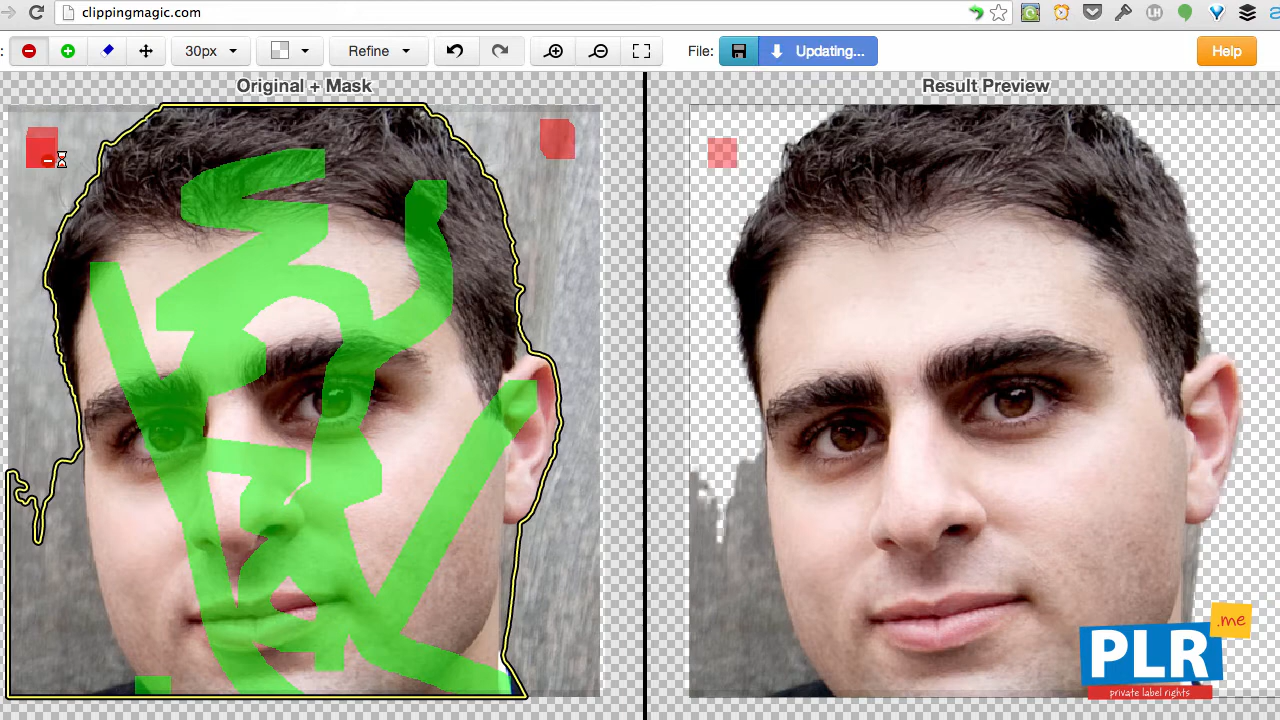 clippingmagic.com
: 30px Refine File: Updating... Help
Original + Mask Result Preview
.me
PLR
private label rights